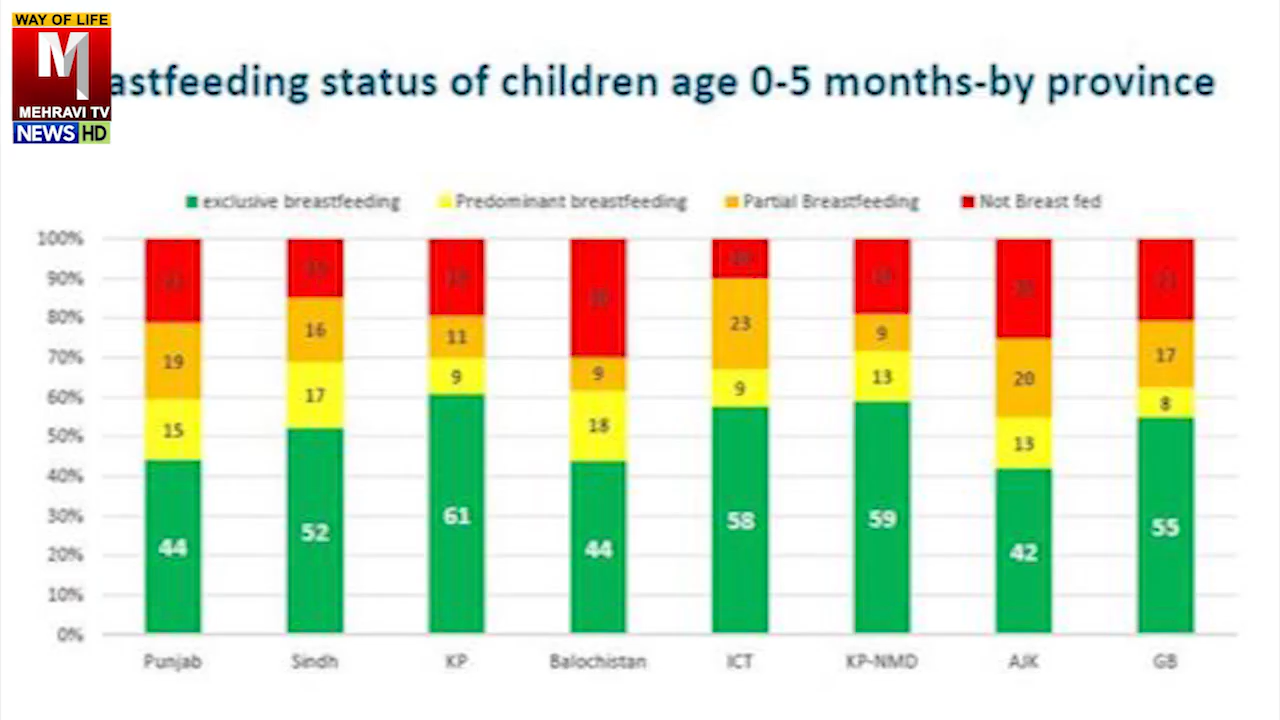 WAY OF LIFE
M
MEHRAVI TV
NEWS HD
astfeeding status of children age 0-5 months-by province
exclusive breastfeeding Predominant breastfeeding Partial Breastfeeding Not Breast fed
100%
90%
80%
70%
60%
50%
40%
30%
20%
10%
0%
19 16 11 9 23 9 20 17
15 17 9 18 9 13 13 8
44 52 61 44 58 59 42 55
Punjab Sindh KP Balochistan ICT KP-NMD AJK GB